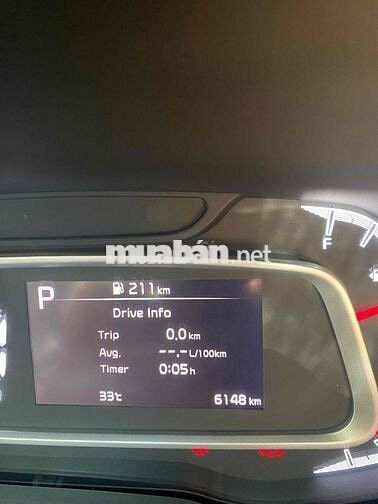 F
muabán.net
P
211 km
Drive Info
Trip 0.0 km
Avg. --.- L/100km
Timer 0:05 h
33°C 6148 km